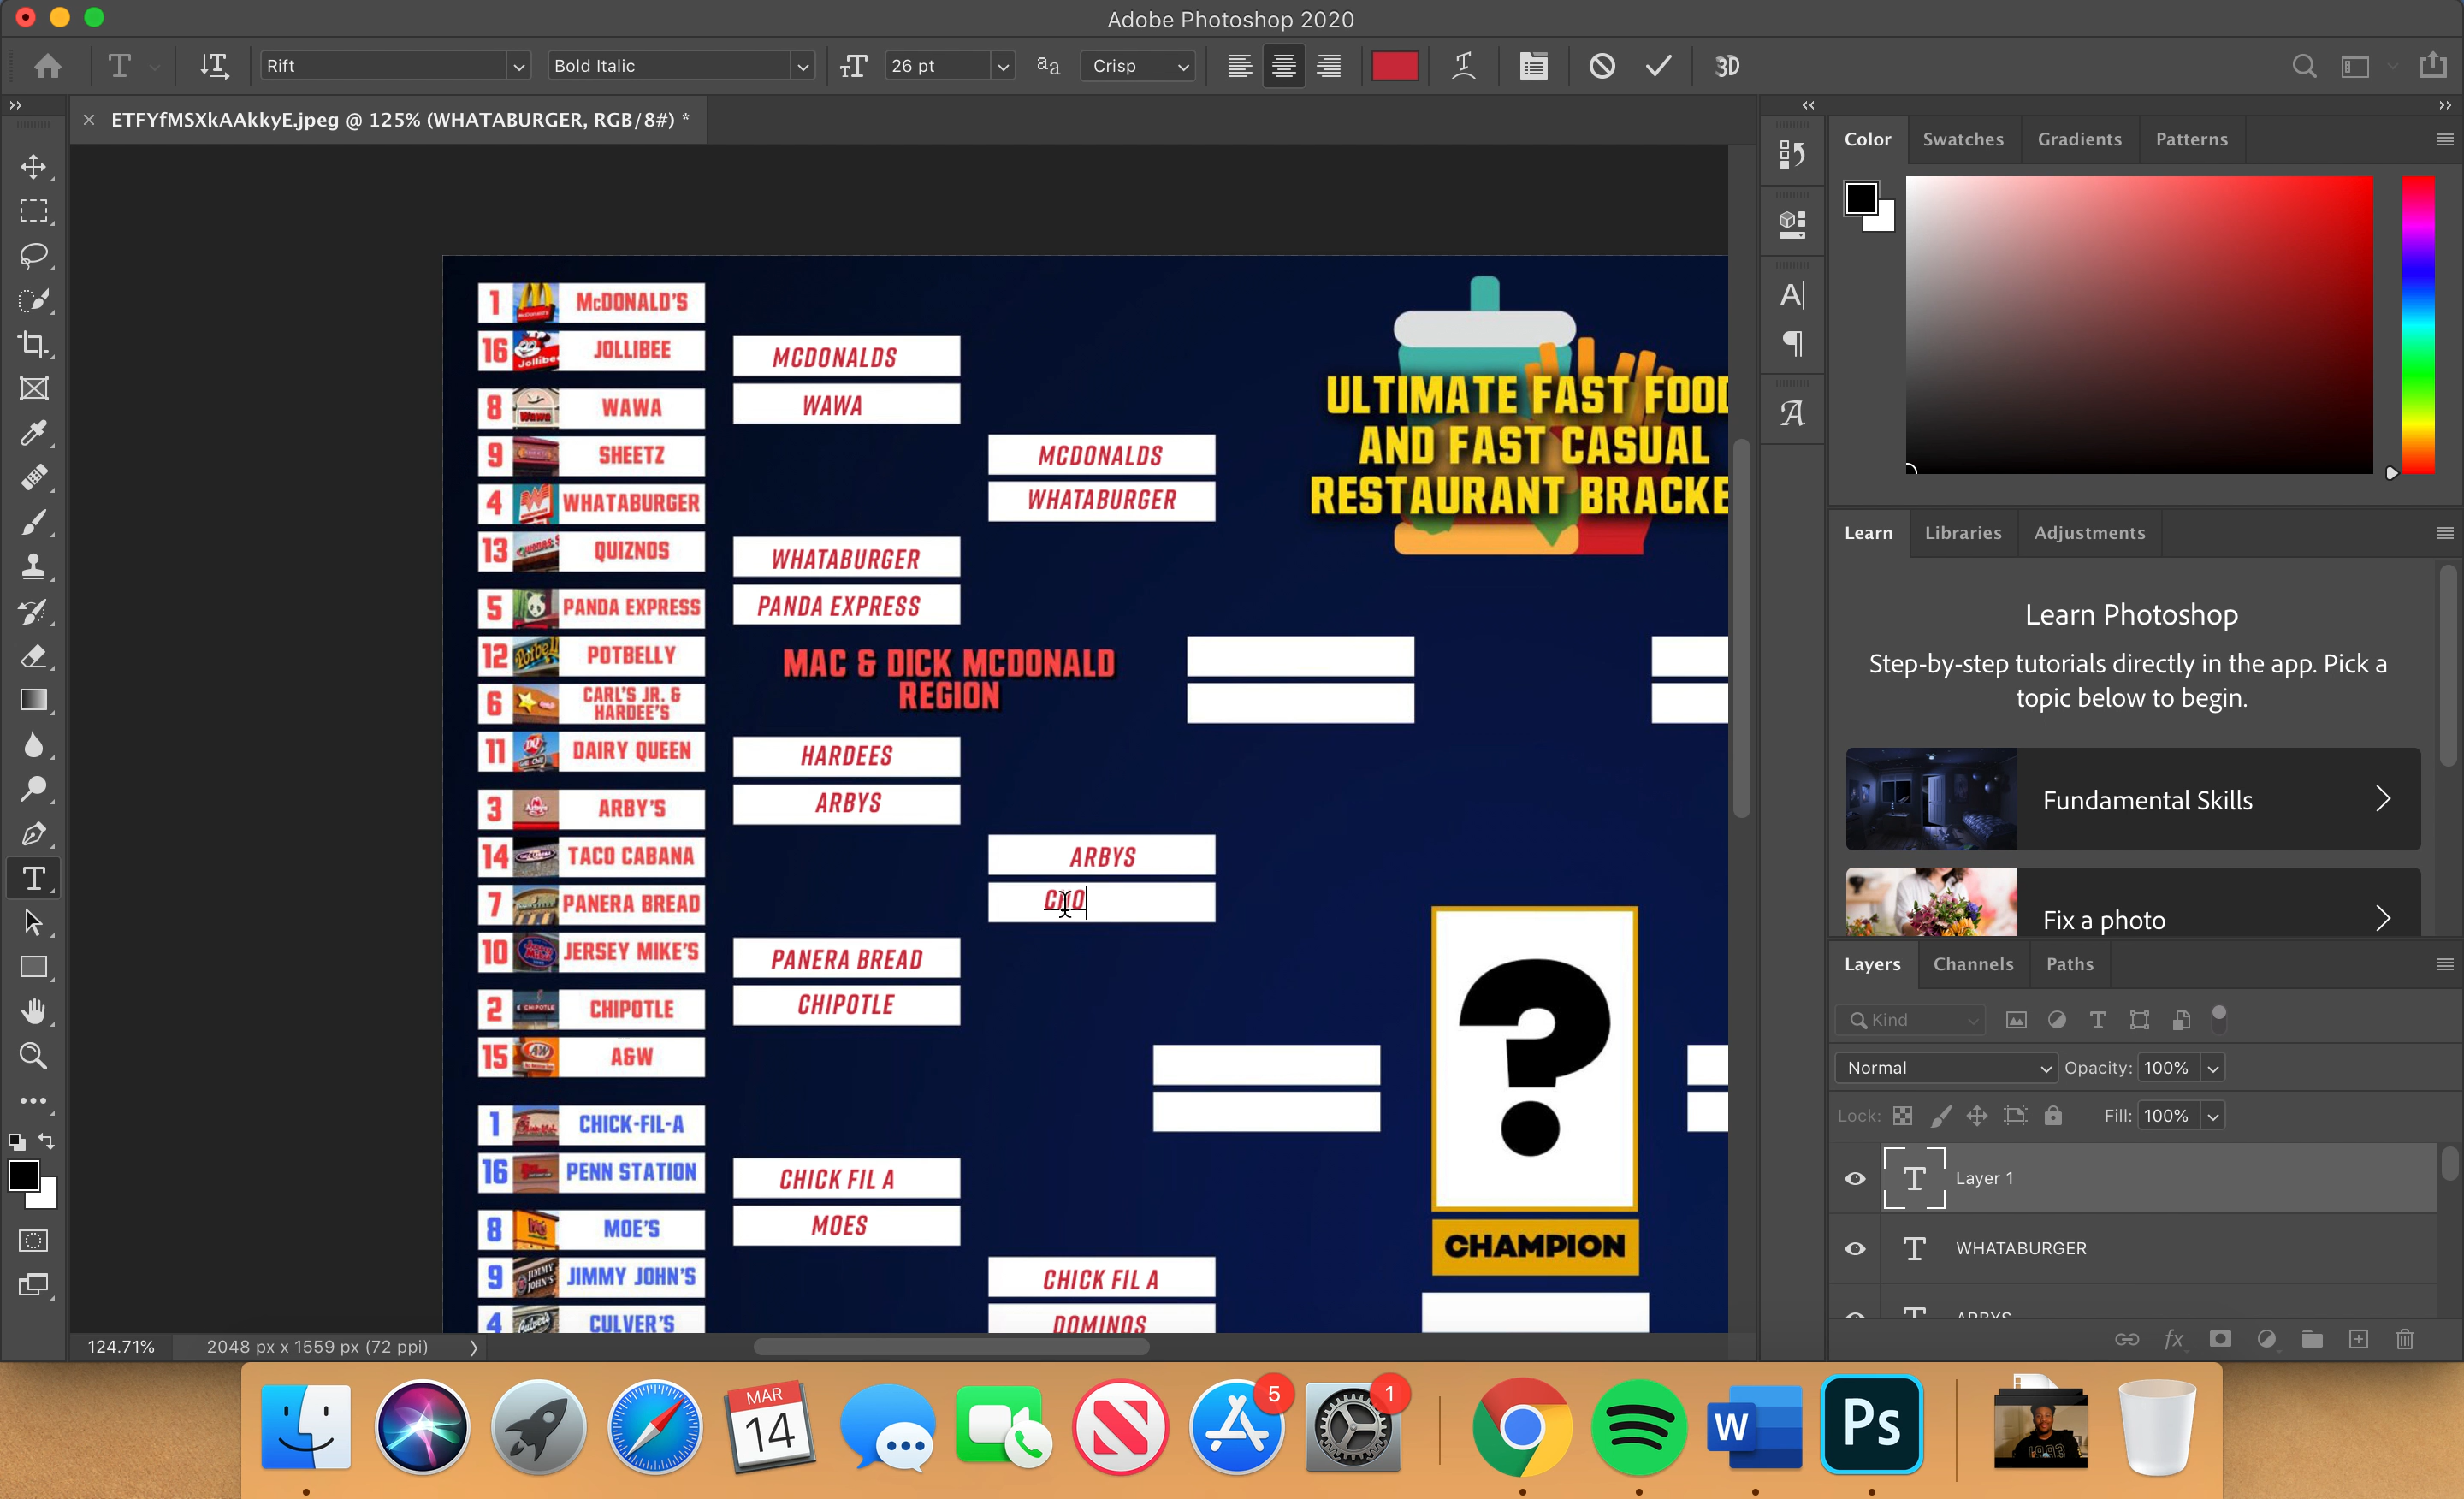 Adobe Photoshop 2020
Rift
Bold Italic
26 pt
Crisp
3D
ETFYfMSXkAAkkyE.jpeg @ 125% (WHATABURGER, RGB/8#) *
1 McDONALD'S
16 JOLLIBEE
8 WAWA
9 SHEETZ
4 WHATABURGER
13 QUIZNOS
5 PANDA EXPRESS
12 POTBELLY
6 CARL'S JR. &
HARDEE'S
11 DAIRY QUEEN
3 ARBY'S
14 TACO CABANA
7 PANERA BREAD
10 JERSEY MIKE'S
2 CHIPOTLE
15 A&W
1 CHICK-FIL-A
16 PENN STATION
8 MOE'S
9 JIMMY JOHN'S
4 CULVER'S
MCDONALDS
WAWA
WHATABURGER
PANDA EXPRESS
MAC & DICK MCDONALD
REGION
HARDEES
ARBYS
PANERA BREAD
CHIPOTLE
CHICK FIL A
MOES
MCDONALDS
WHATABURGER
ARBYS
CHICK FIL A
DOMINOS
ULTIMATE FAST FOOD
AND FAST CASUAL
RESTAURANT BRACKE
?
CHAMPION
124.71%
2048 px x 1559 px (72 ppi)
Color
Swatches
Gradients
Patterns
Learn
Libraries
Adjustments
Learn Photoshop
Step-by-step tutorials directly in the app. Pick a
topic below to begin.
Fundamental Skills
Fix a photo
Layers
Channels
Paths
Kind
Normal
Opacity: 100%
Lock:
Fill: 100%
Layer 1
WHATABURGER
ARBYS
MAR
14
5
1
W
Ps